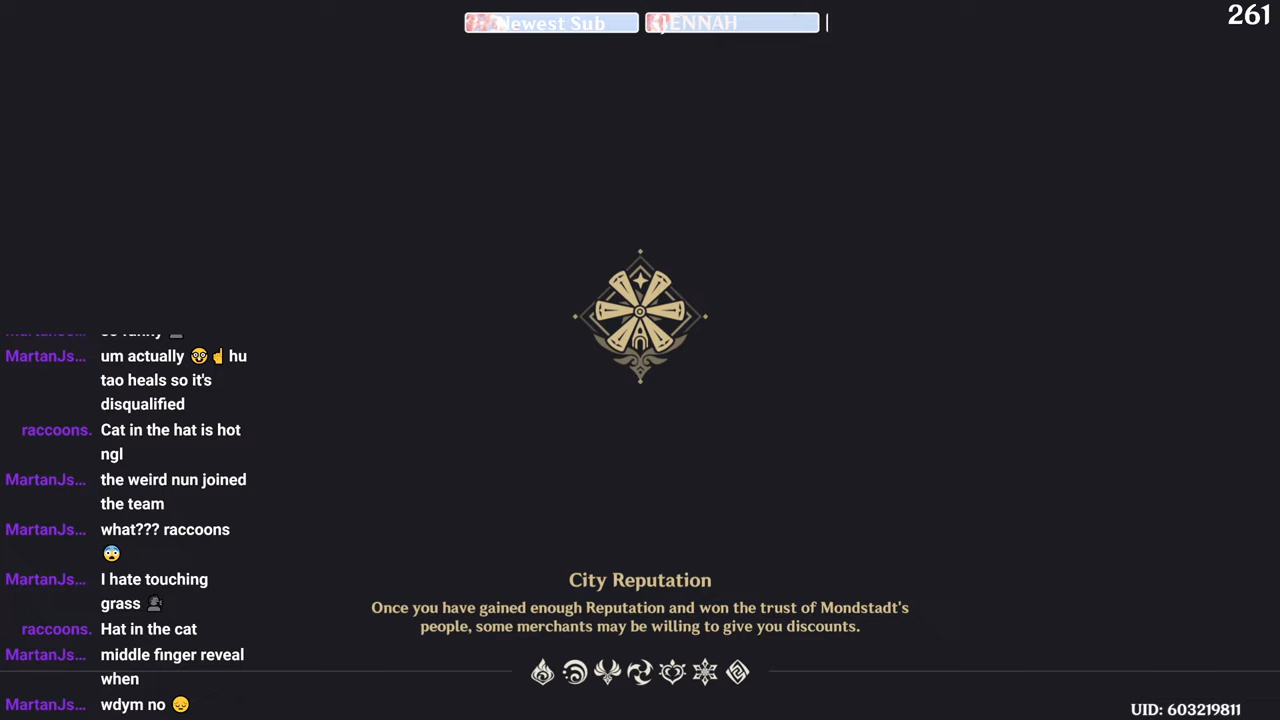 Newest Sub
ENNAH
261
MartanJs...
um actually 🤓☝ hu
tao heals so it's
disqualified
raccoons. Cat in the hat is hot
ngl
MartanJs... the weird nun joined
the team
MartanJs... what??? raccoons
😨
MartanJs... I hate touching
grass
raccoons. Hat in the cat
MartanJs... middle finger reveal
when
MartanJs... wdym no 😔
City Reputation
Once you have gained enough Reputation and won the trust of Mondstadt's
people, some merchants may be willing to give you discounts.
UID: 603219811